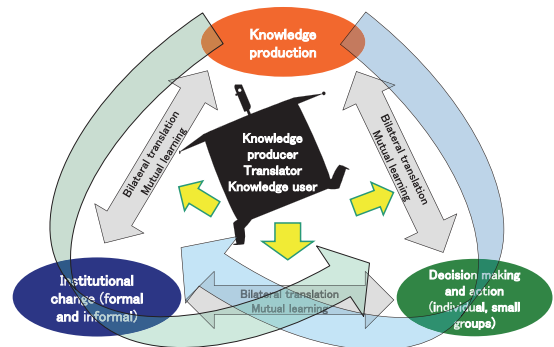 Knowledge
production
Bilateral translation
Mutual learning
Bilateral translation
Mutual learning
Knowledge
producer
Translator
Knowledge user
Institutional
change (formal
and informal)
Bilateral translation
Mutual learning
Decision making
and action
(individual, small
groups)